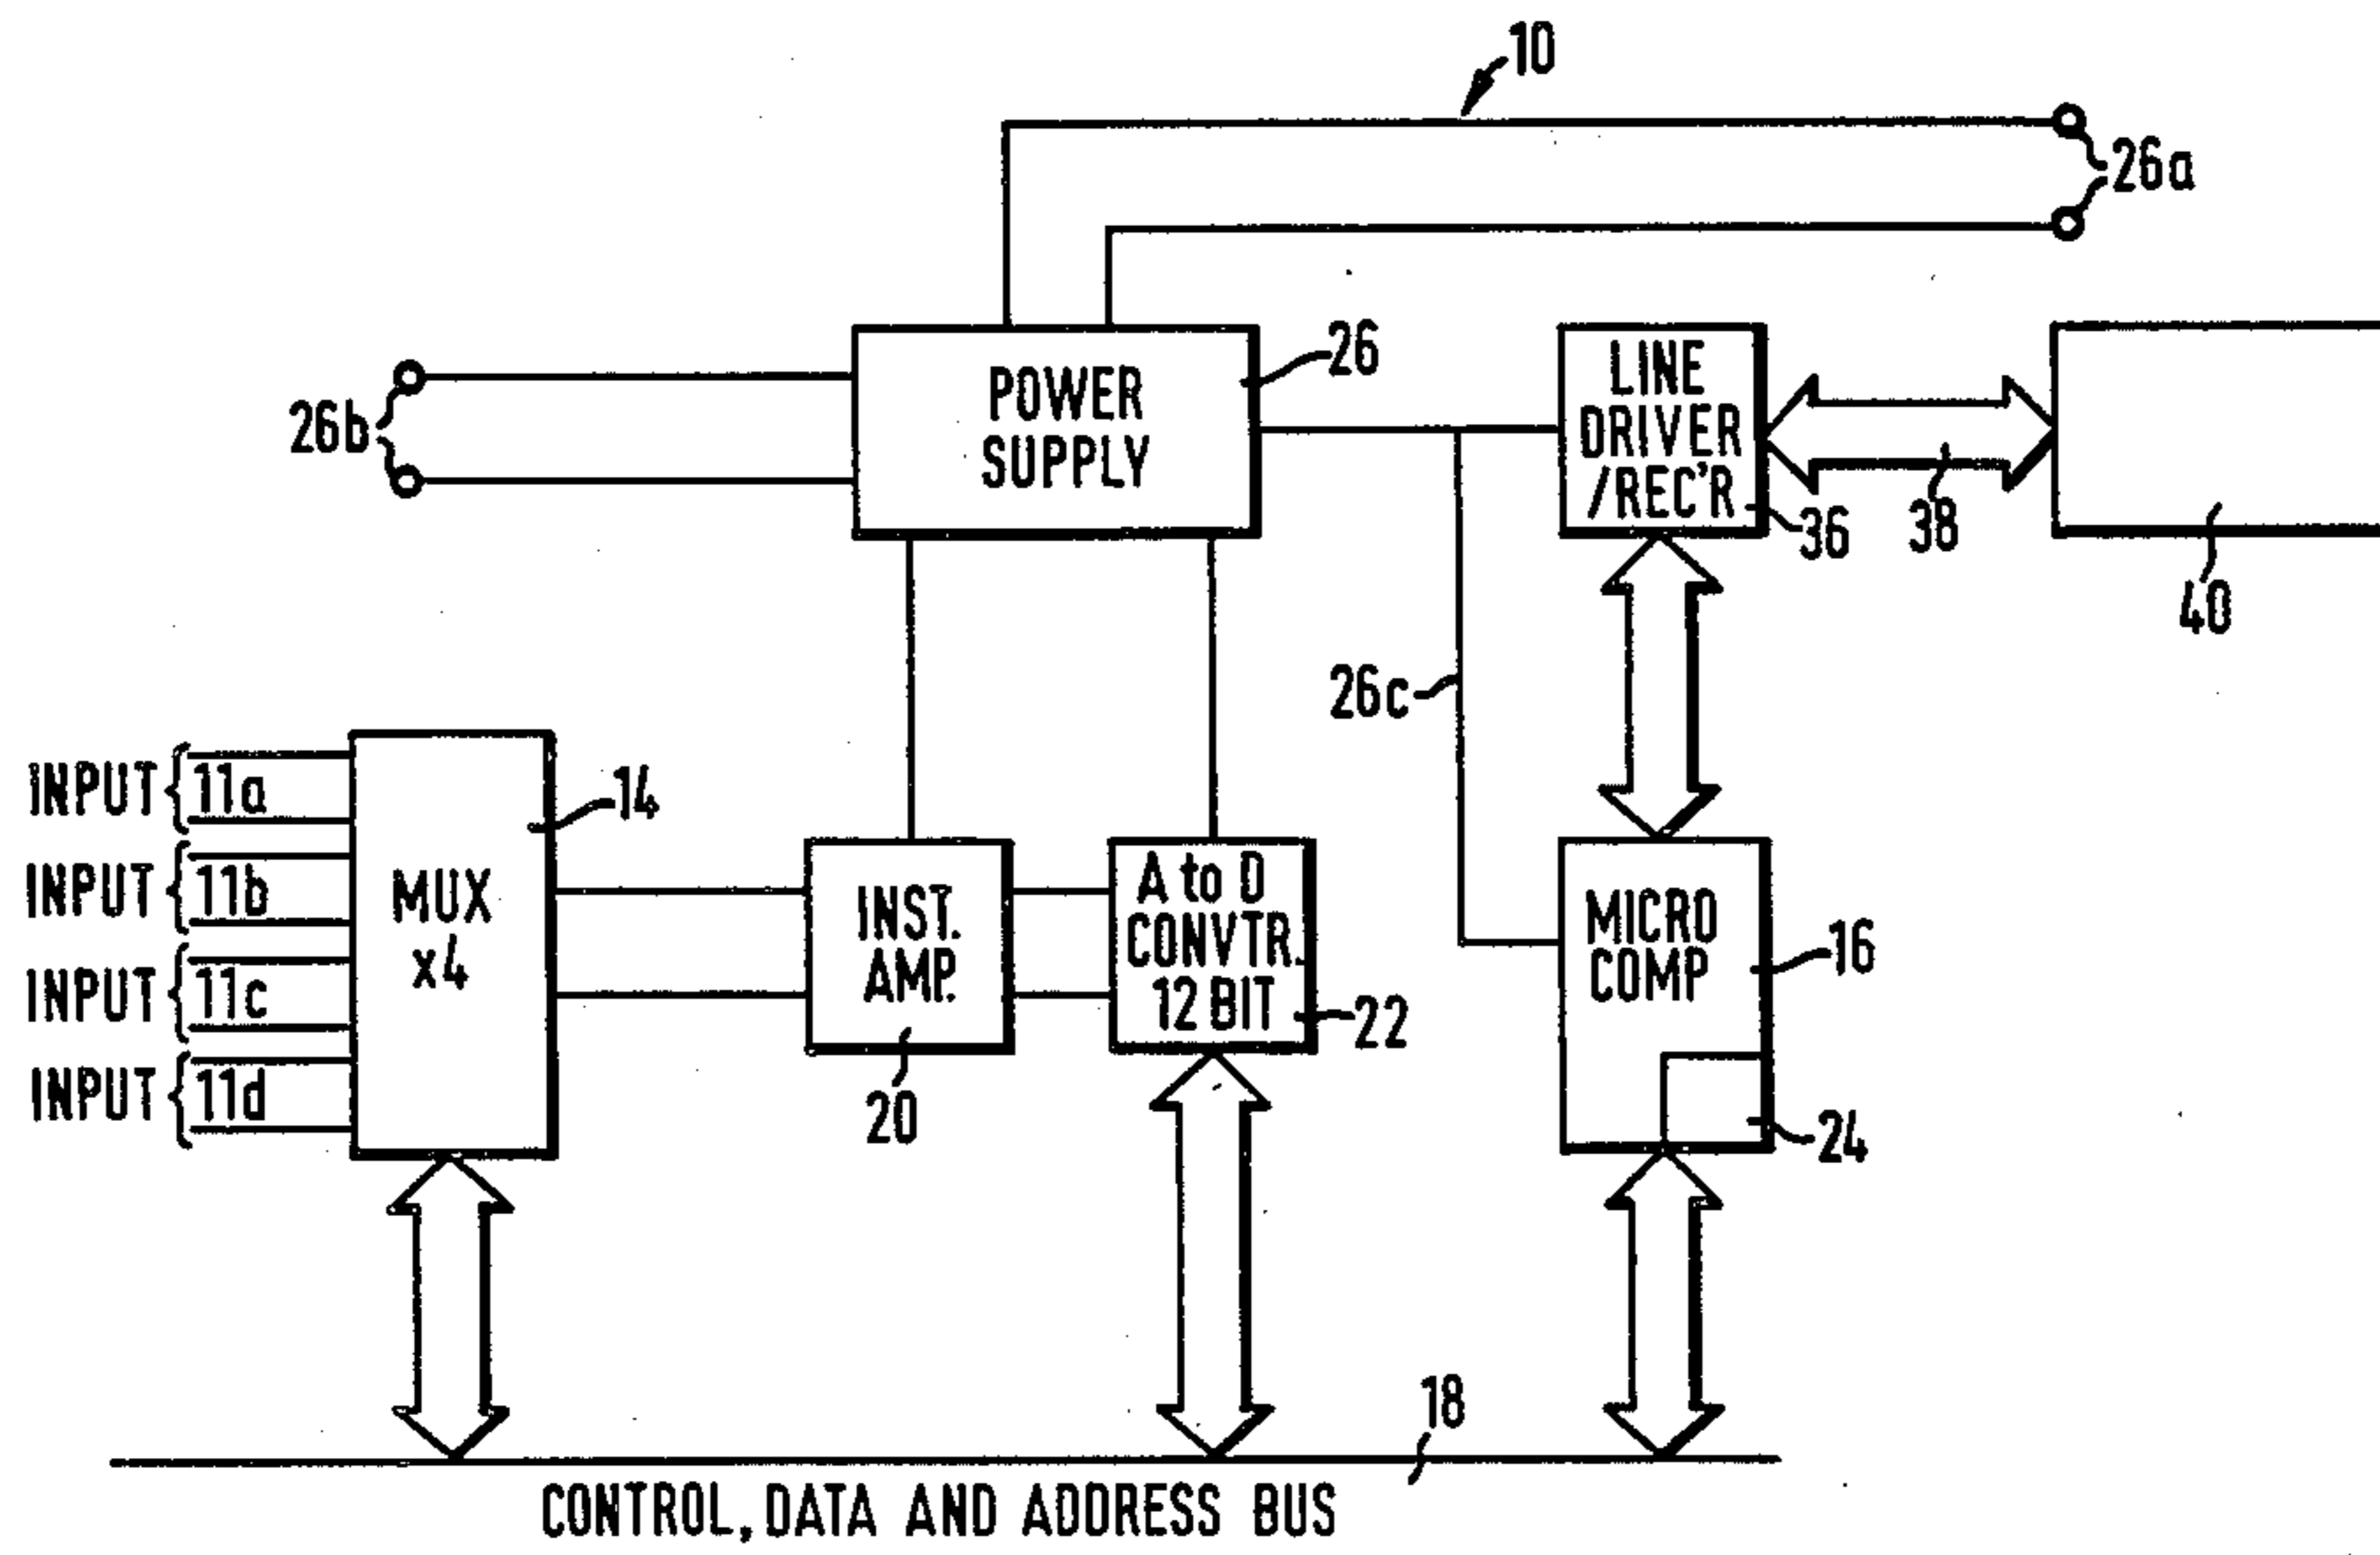 10
26a
26
POWER
SUPPLY
26b
LINE
DRIVER
/REC'R
36
38
40
26c
INPUT 11a
INPUT 11b
INPUT 11c
INPUT 11d
14
MUX
x4
INST.
AMP.
20
A to D
CONVTR.
12 BIT
22
MICRO
COMP
16
24
18
CONTROL, DATA AND ADDRESS BUS